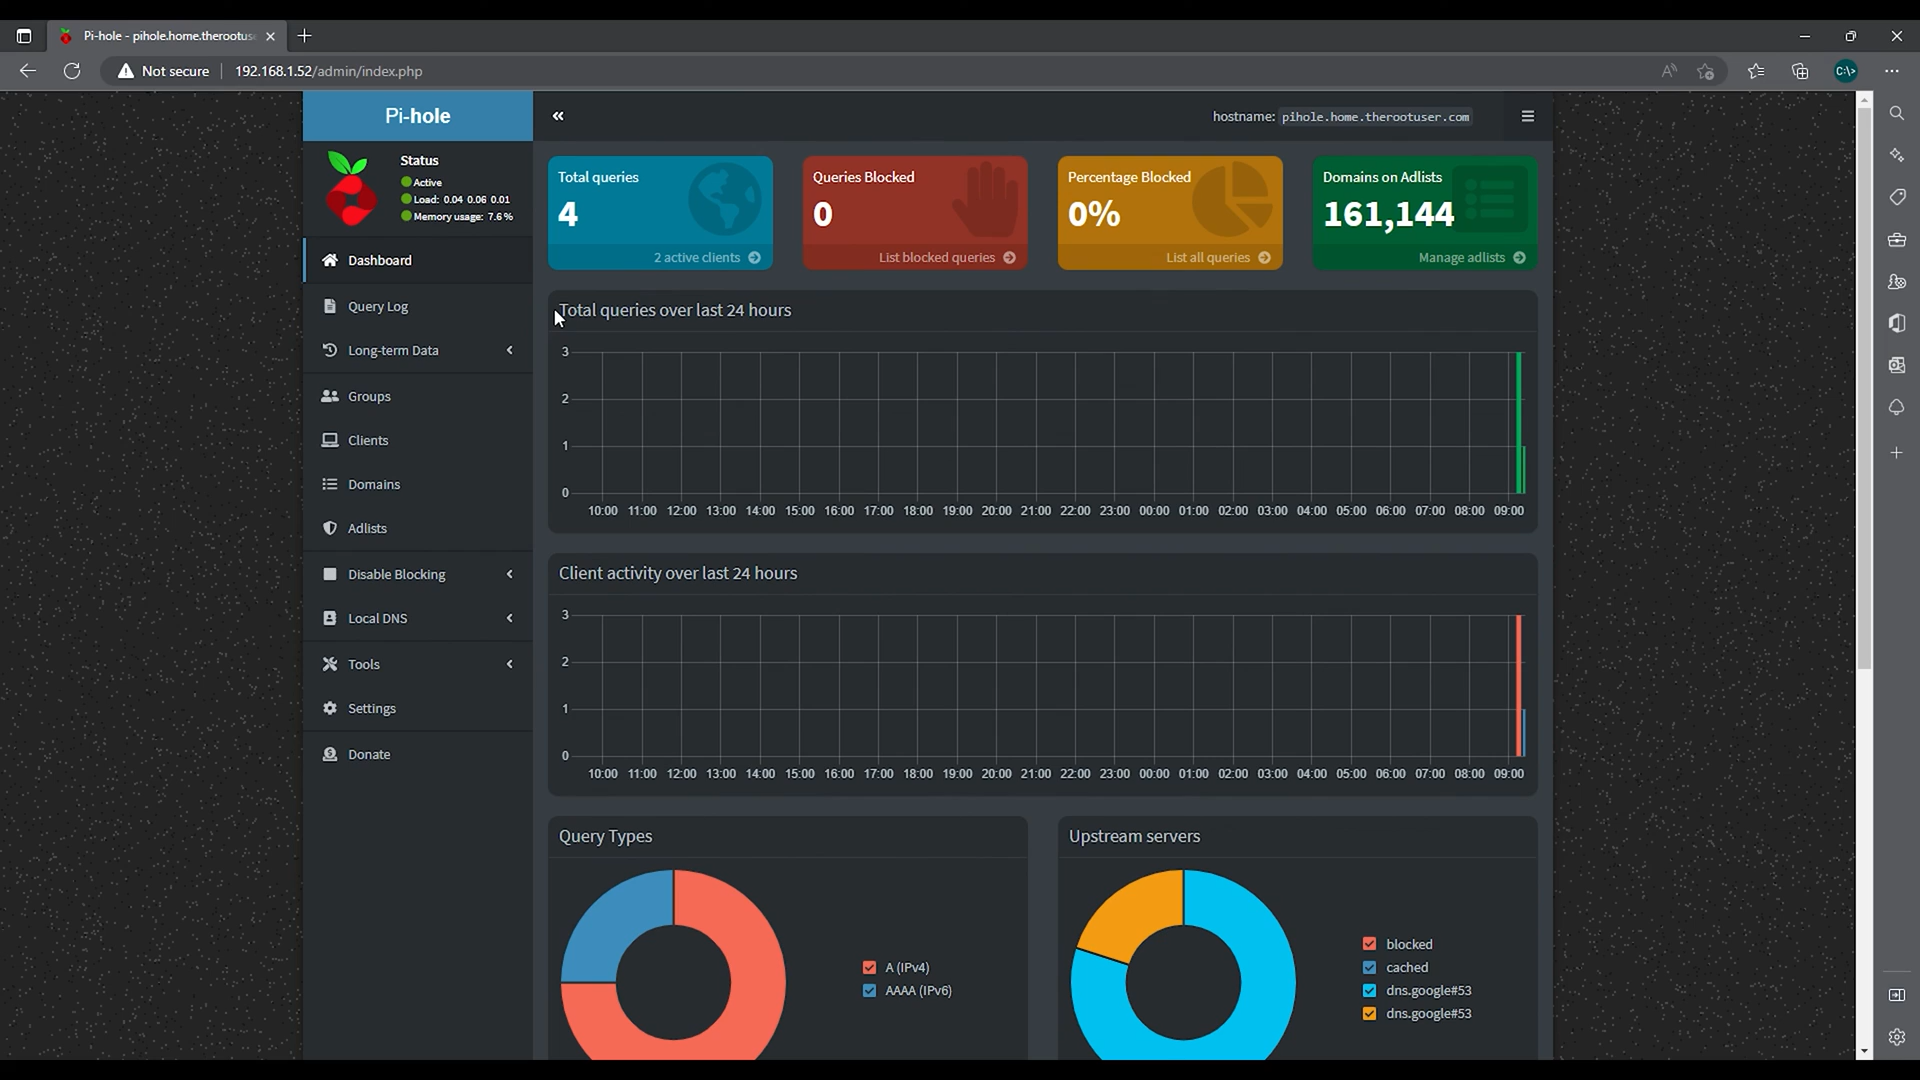 Pi-hole - pihole.home.therootuse
Not secure
192.168.1.52/admin/index.php
A
C:\>
Pi-hole
hostname: pihole.home.therootuser.com
Status
Active
Load: 0.04 0.06 0.01
Memory usage: 7.6 %
Total queries
4
2 active clients
Queries Blocked
0
List blocked queries
Percentage Blocked
0%
List all queries
Domains on Adlists
161,144
Manage adlists
Dashboard
Query Log
Long-term Data
Groups
Clients
Domains
Adlists
Disable Blocking
Local DNS
Tools
Settings
Donate
Total queries over last 24 hours
3
2
1
0
10:00 11:00 12:00 13:00 14:00 15:00 16:00 17:00 18:00 19:00 20:00 21:00 22:00 23:00 00:00 01:00 02:00 03:00 04:00 05:00 06:00 07:00 08:00 09:00
Client activity over last 24 hours
3
2
1
0
10:00 11:00 12:00 13:00 14:00 15:00 16:00 17:00 18:00 19:00 20:00 21:00 22:00 23:00 00:00 01:00 02:00 03:00 04:00 05:00 06:00 07:00 08:00 09:00
Query Types
A (IPv4)
AAAA (IPv6)
Upstream servers
blocked
cached
dns.google#53
dns.google#53